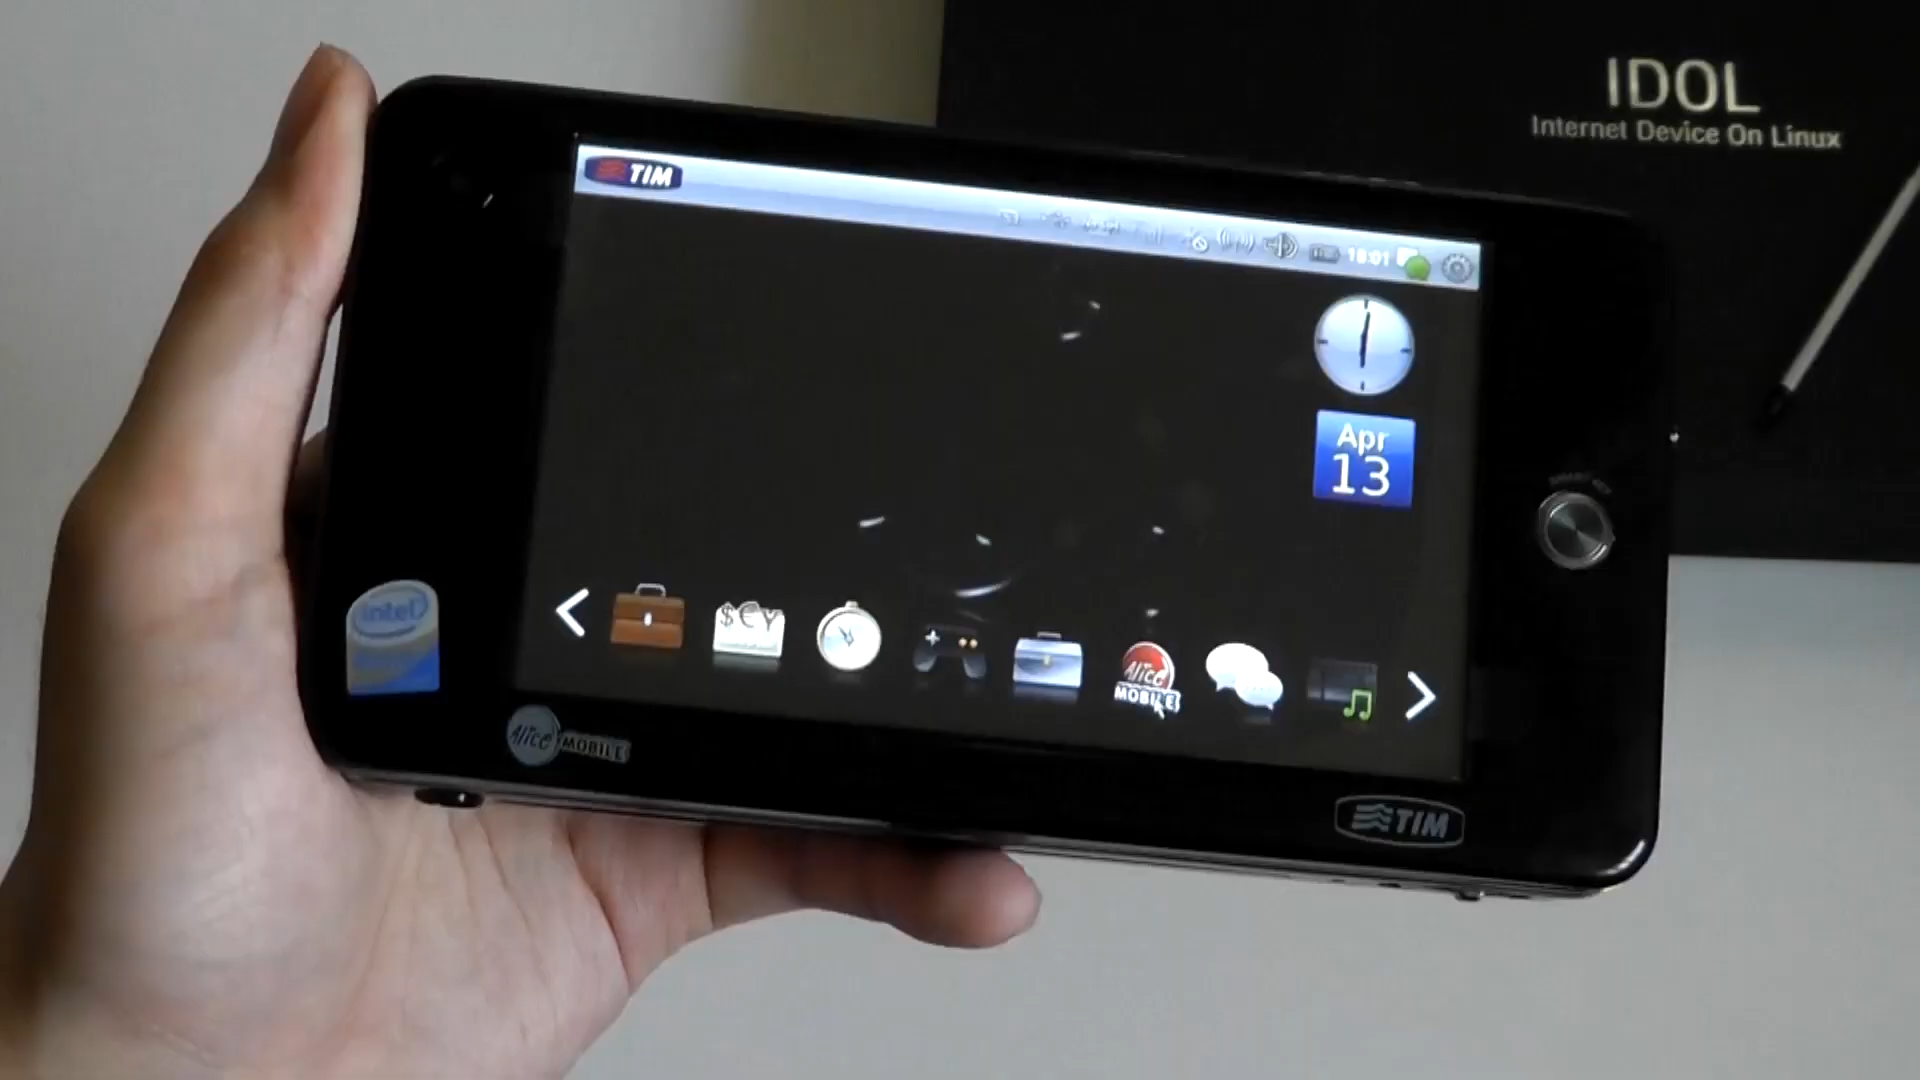 IDOL
Internet Device On Linux
TIM
18:01
Apr
13
$€¥
intel
Alice
MOBILE
Alice MOBILE
TIM